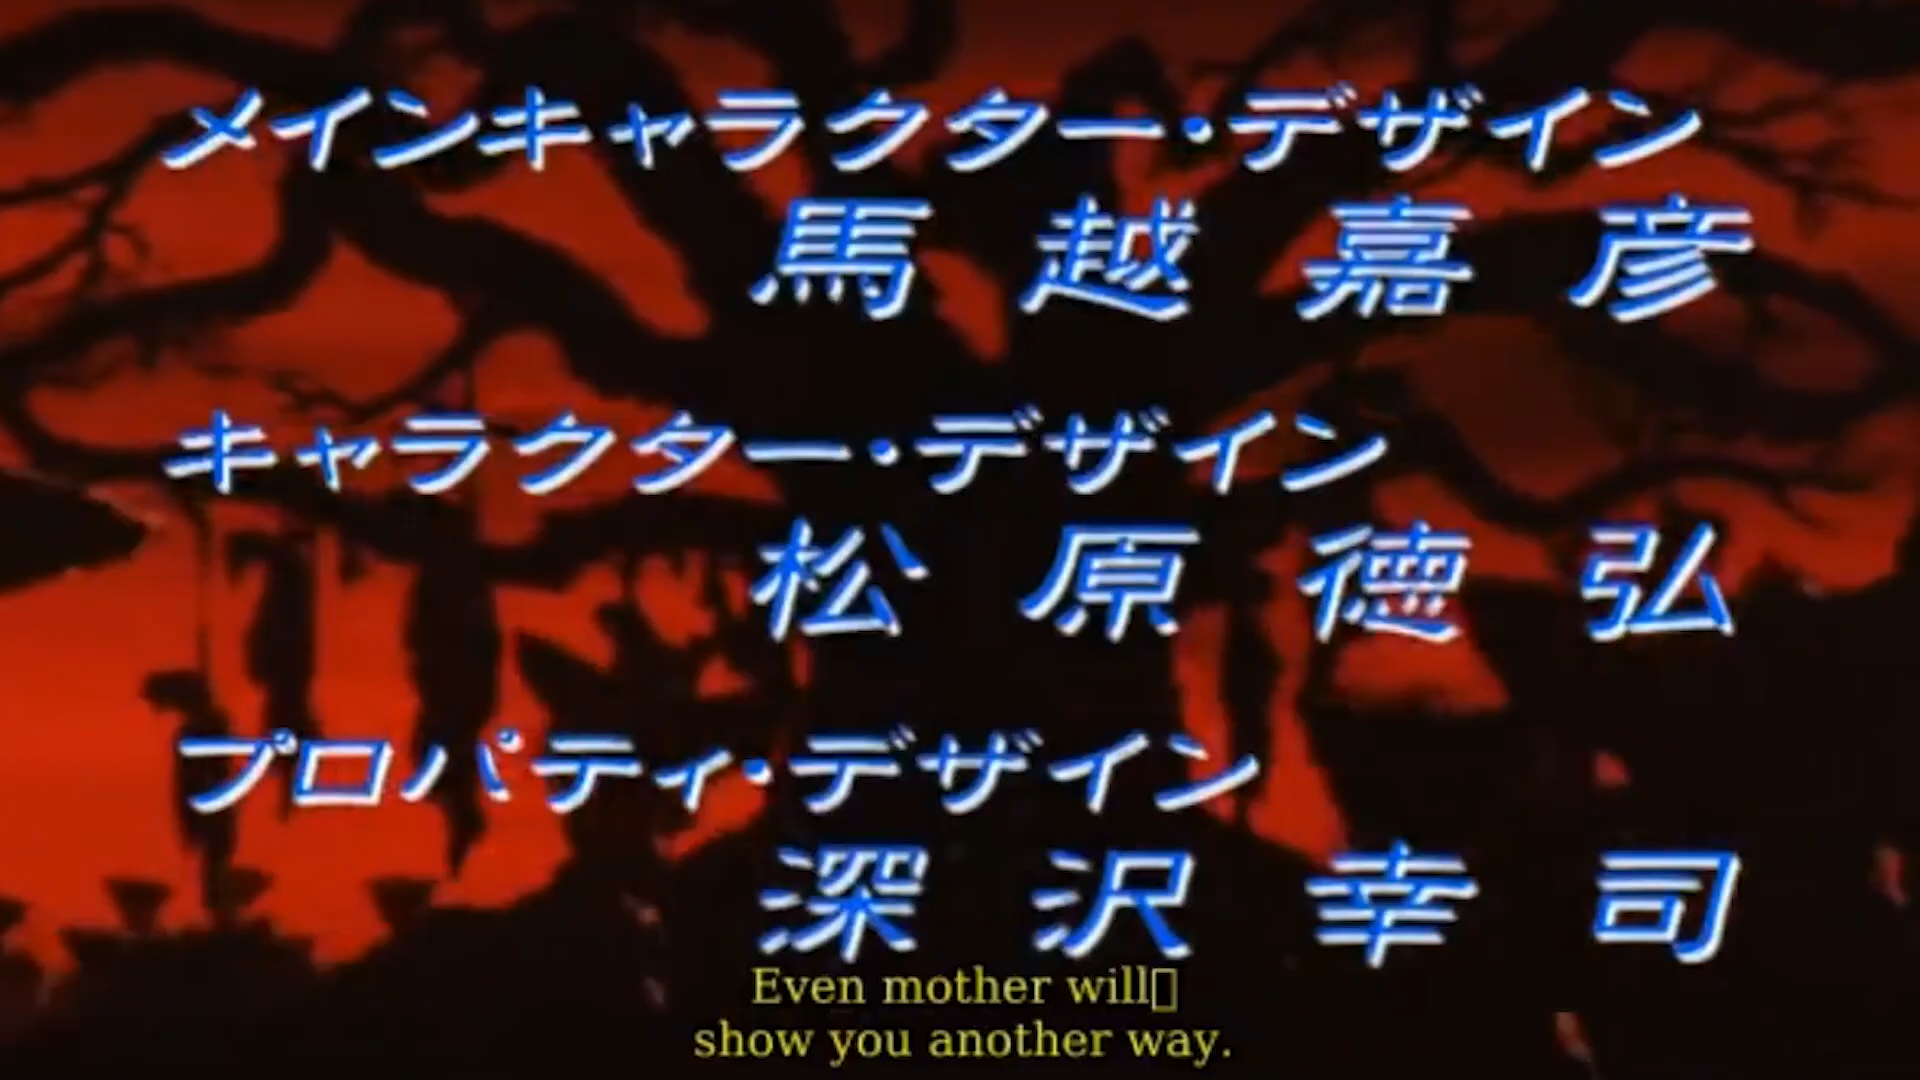 メインキャラクター・デザイン
馬越嘉彦
キャラクター・デザイン
松原徳弘
プロパティ・デザイン
深沢幸司
Even mother will
show you another way.